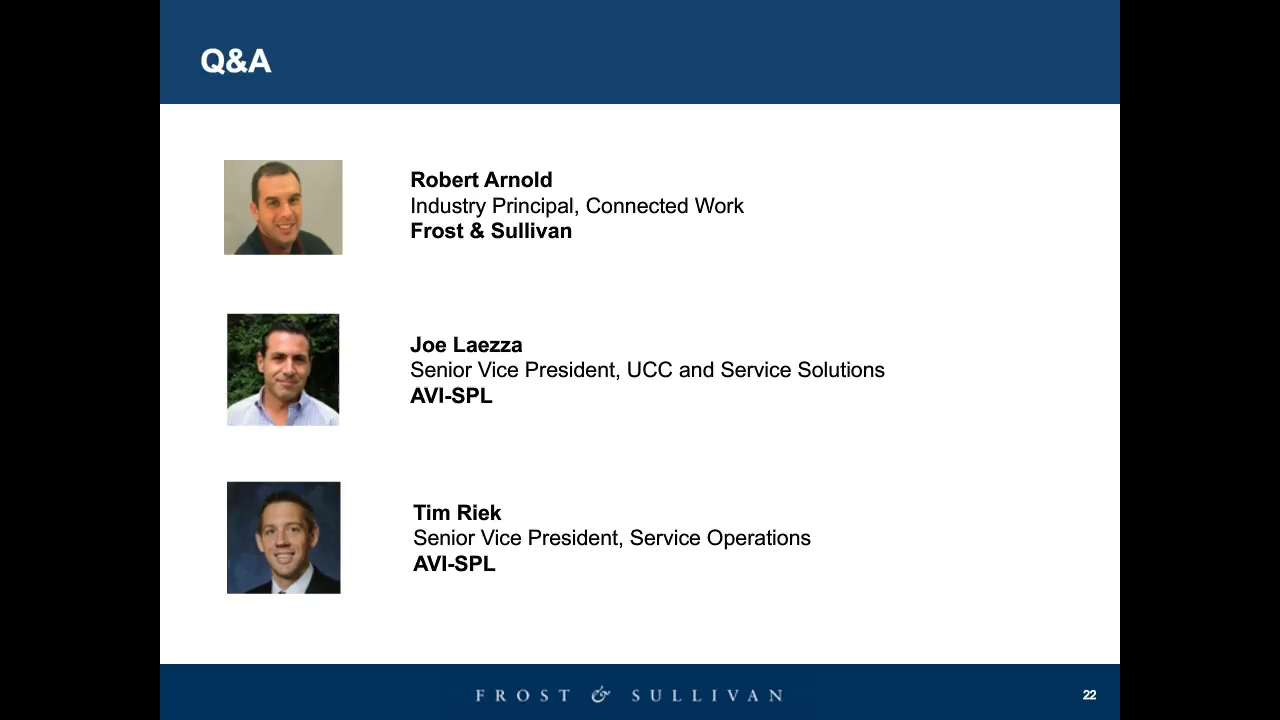 Q&A
Robert Arnold
Industry Principal, Connected Work
Frost & Sullivan
Joe Laezza
Senior Vice President, UCC and Service Solutions
AVI-SPL
Tim Riek
Senior Vice President, Service Operations
AVI-SPL
FROST & SULLIVAN
22